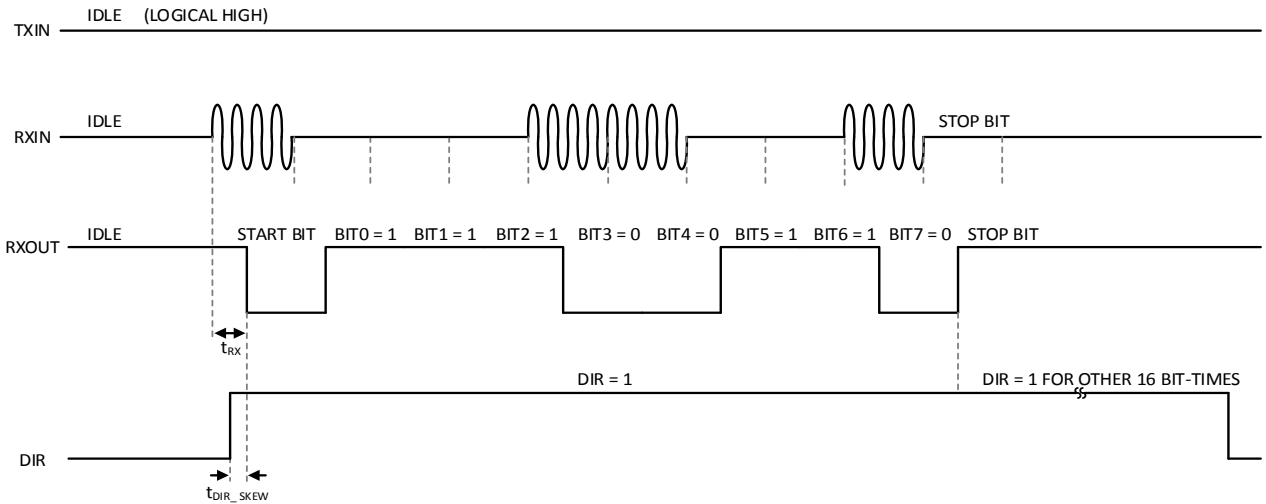 IDLE (LOGICAL HIGH)
TXIN
RXIN IDLE STOP BIT
RXOUT IDLE START BIT BIT0 = 1 BIT1 = 1 BIT2 = 1 BIT3 = 0 BIT4 = 0 BIT5 = 1 BIT6 = 1 BIT7 = 0 STOP BIT
tRX
DIR = 1 DIR = 1 FOR OTHER 16 BIT-TIMES
DIR
tDIR_SKEW